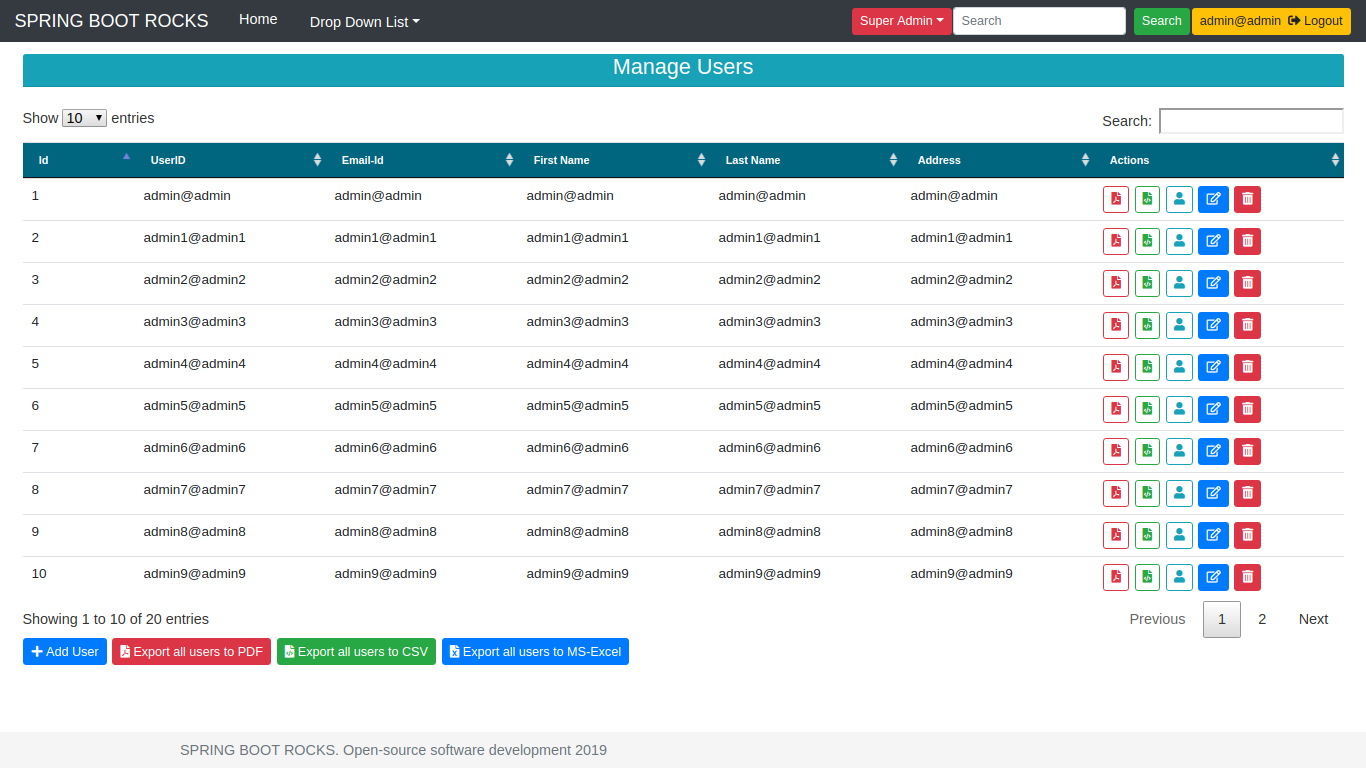 SPRING BOOT ROCKS Home Drop Down List Super Admin Search Search admin@admin Logout
Manage Users
Show 10 entries Search:
Id UserID Email-Id First Name Last Name Address Actions
1 admin@admin admin@admin admin@admin admin@admin admin@admin
2 admin1@admin1 admin1@admin1 admin1@admin1 admin1@admin1 admin1@admin1
3 admin2@admin2 admin2@admin2 admin2@admin2 admin2@admin2 admin2@admin2
4 admin3@admin3 admin3@admin3 admin3@admin3 admin3@admin3 admin3@admin3
5 admin4@admin4 admin4@admin4 admin4@admin4 admin4@admin4 admin4@admin4
6 admin5@admin5 admin5@admin5 admin5@admin5 admin5@admin5 admin5@admin5
7 admin6@admin6 admin6@admin6 admin6@admin6 admin6@admin6 admin6@admin6
8 admin7@admin7 admin7@admin7 admin7@admin7 admin7@admin7 admin7@admin7
9 admin8@admin8 admin8@admin8 admin8@admin8 admin8@admin8 admin8@admin8
10 admin9@admin9 admin9@admin9 admin9@admin9 admin9@admin9 admin9@admin9
Showing 1 to 10 of 20 entries Previous 1 2 Next
Add User Export all users to PDF Export all users to CSV Export all users to MS-Excel
SPRING BOOT ROCKS. Open-source software development 2019